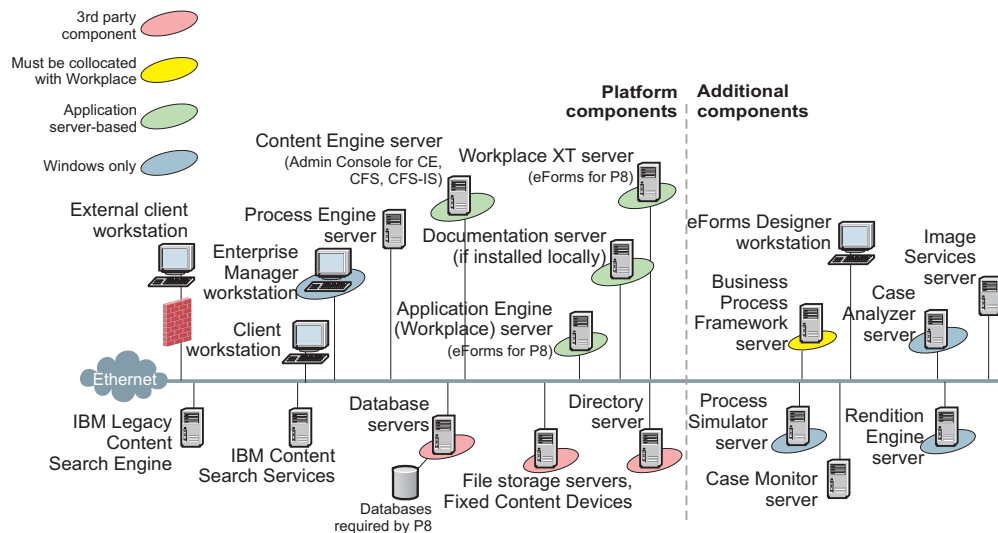 3rd party
component
Must be collocated
with Workplace
Application
server-based
Windows only
Platform
components
Additional
components
Content Engine server
(Admin Console for CE,
CFS, CFS-IS)
Workplace XT server
(eForms for P8)
External client
workstation
Process Engine
server
Enterprise
Manager
workstation
Documentation server
(if installed locally)
eForms Designer
workstation
Image
Services
server
Client
workstation
Application Engine
(Workplace) server
(eForms for P8)
Business
Process
Framework
server
Case
Analyzer
server
Ethernet
IBM Legacy
Content
Search Engine
IBM Content
Search Services
Database
servers
Databases
required by P8
File storage servers,
Fixed Content Devices
Directory
server
Process
Simulator
server
Case Monitor
server
Rendition
Engine
server